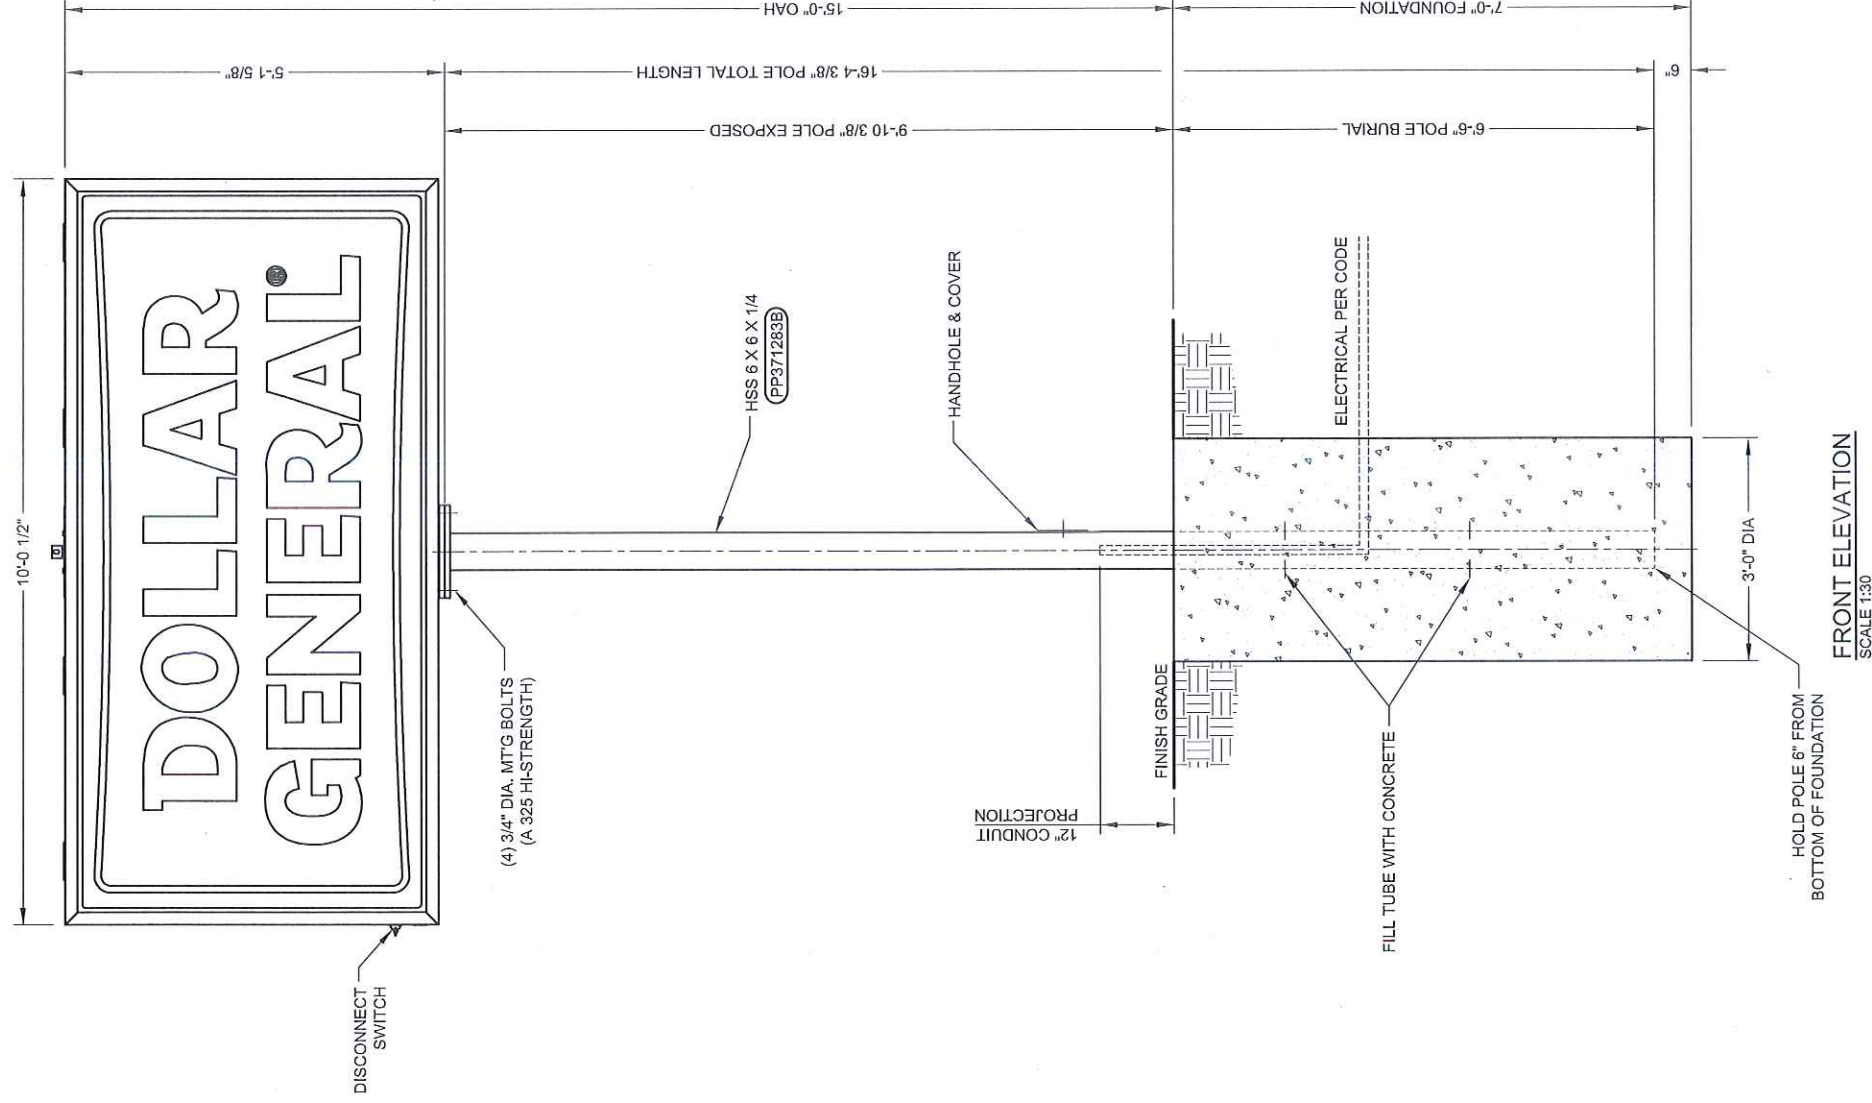 10'-0 1/2"
15'-0" OAH
7'-0" FOUNDATION
5'-1 5/8"
16'-4 3/8" POLE TOTAL LENGTH
6"
9'-10 3/8" POLE EXPOSED
6'-6" POLE BURIAL
DOLLAR
GENERAL
DISCONNECT
SWITCH
(4) 3/4" DIA. MT'G BOLTS
(A 325 HI-STRENGTH)
HSS 6 X 6 X 1/4
PP371283B
HANDHOLE & COVER
12" CONDUIT
PROJECTION
FINISH GRADE
ELECTRICAL PER CODE
FILL TUBE WITH CONCRETE
3'-0" DIA
HOLD POLE 6" FROM
BOTTOM OF FOUNDATION
FRONT ELEVATION
SCALE 1:30